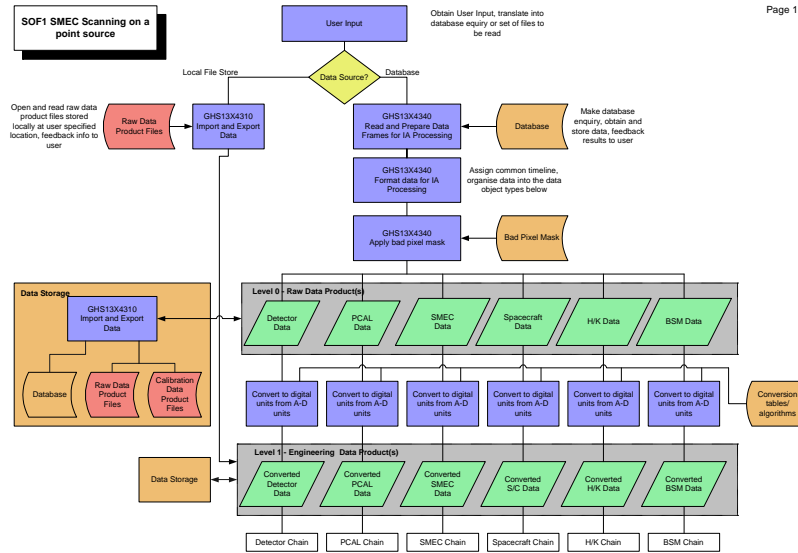 SOF1 SMEC Scanning on a
point source
Page 1
User Input
Obtain User Input, translate into
database equiry or set of files to
be read
Data Source?
Local File Store
Database
Open and read raw data
product files stored
locally at user specified
location, feedback info to
user
Raw Data
Product Files
GHS13X4310
Import and Export
Data
GHS13X4340
Read and Prepare Data
Frames for IA Processing
Database
Make database
enquiry, obtain and
store data, feedback
results to user
GHS13X4340
Format data for IA
Processing
Assign common timeline,
organise data into the data
object types below
GHS13X4340
Apply bad pixel mask
Bad Pixel Mask
Data Storage
GHS13X4310
Import and Export
Data
Database
Raw Data
Product
Files
Calibration
Data
Product
Files
Level 0 - Raw Data Product(s)
Detector
Data
PCAL
Data
SMEC
Data
Spacecraft
Data
H/K Data
BSM Data
Convert to digital
units from A-D
units
Convert to digital
units from A-D
units
Convert to digital
units from A-D
units
Convert to digital
units from A-D
units
Convert to digital
units from A-D
units
Convert to digital
units from A-D
units
Conversion
tables/
algorithms
Level 1 - Engineering Data Product(s)
Data Storage
Converted
Detector
Data
Converted
PCAL
Data
Converted
SMEC
Data
Converted
S/C Data
Converted
H/K Data
Converted
BSM Data
Detector Chain
PCAL Chain
SMEC Chain
Spacecraft Chain
H/K Chain
BSM Chain